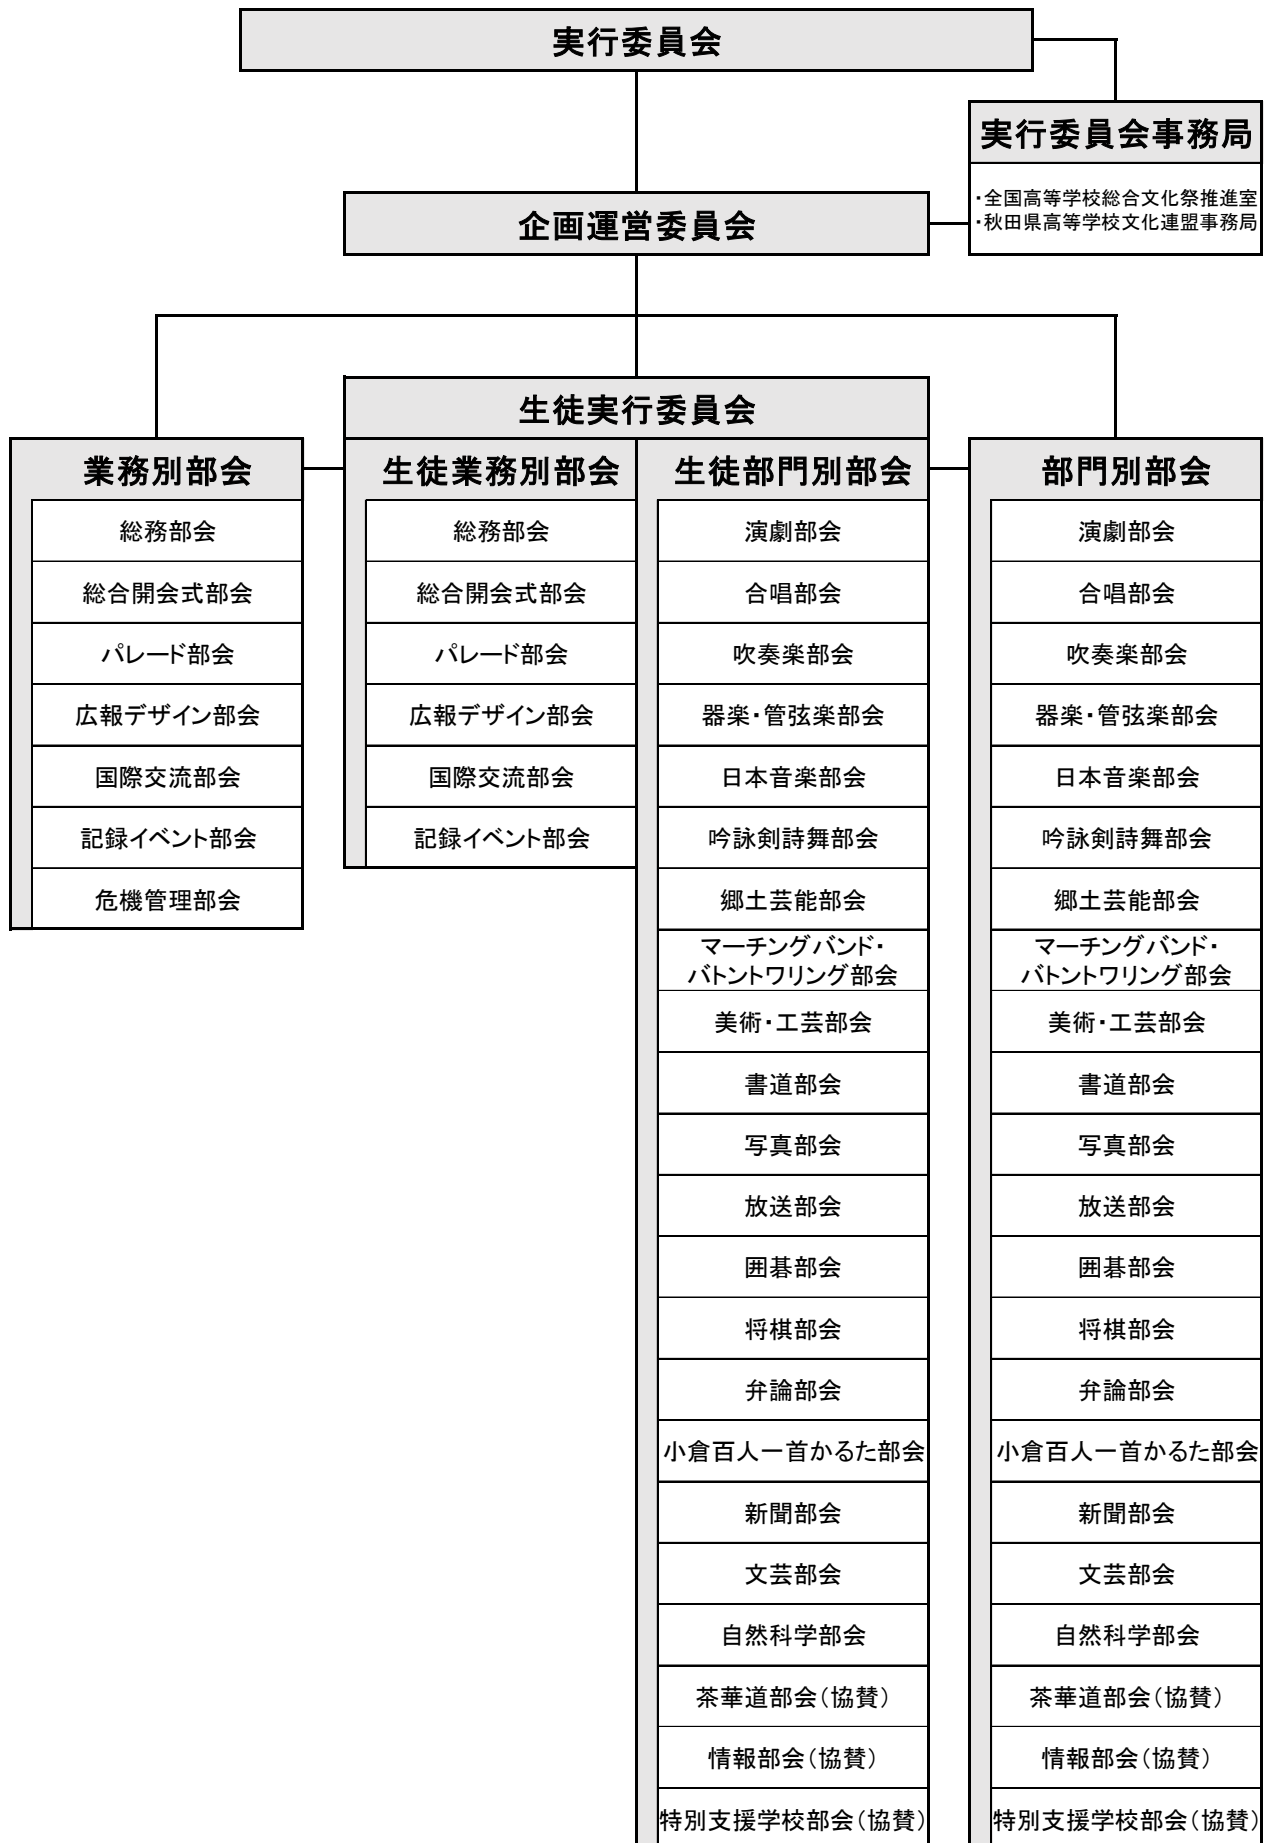 実行委員会
実行委員会事務局
・全国高等学校総合文化祭推進室
・秋田県高等学校文化連盟事務局
企画運営委員会
生徒実行委員会
業務別部会
総務部会
総合開会式部会
パレード部会
広報デザイン部会
国際交流部会
記録イベント部会
危機管理部会
生徒業務別部会
総務部会
総合開会式部会
パレード部会
広報デザイン部会
国際交流部会
記録イベント部会
生徒部門別部会
演劇部会
合唱部会
吹奏楽部会
器楽・管弦楽部会
日本音楽部会
吟詠剣詩舞部会
郷土芸能部会
マーチングバンド・
バトントワリング部会
美術・工芸部会
書道部会
写真部会
放送部会
囲碁部会
将棋部会
弁論部会
小倉百人一首かるた部会
新聞部会
文芸部会
自然科学部会
茶華道部会（協賛）
情報部会（協賛）
特別支援学校部会（協賛）
部門別部会
演劇部会
合唱部会
吹奏楽部会
器楽・管弦楽部会
日本音楽部会
吟詠剣詩舞部会
郷土芸能部会
マーチングバンド・
バトントワリング部会
美術・工芸部会
書道部会
写真部会
放送部会
囲碁部会
将棋部会
弁論部会
小倉百人一首かるた部会
新聞部会
文芸部会
自然科学部会
茶華道部会（協賛）
情報部会（協賛）
特別支援学校部会（協賛）